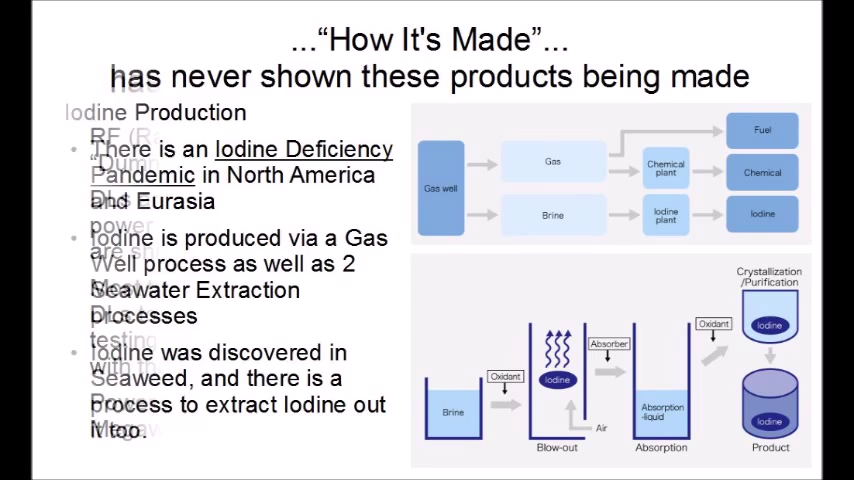 ...“How It's Made”...
has never shown these products being made
Iodine Production
There is an Iodine Deficiency
Pandemic in North America
and Eurasia
Iodine is produced via a Gas
Well process as well as 2
Seawater Extraction
processes
Iodine was discovered in
Seaweed, and there is a
process to extract Iodine out
it too.
Gas well
Gas
Brine
Chemical
plant
Iodine
plant
Fuel
Chemical
Iodine
Brine
Oxidant
Iodine
Air
Blow-out
Absorber
Absorption
-liquid
Absorption
Oxidant
Crystallization
/Purification
Iodine
Iodine
Product